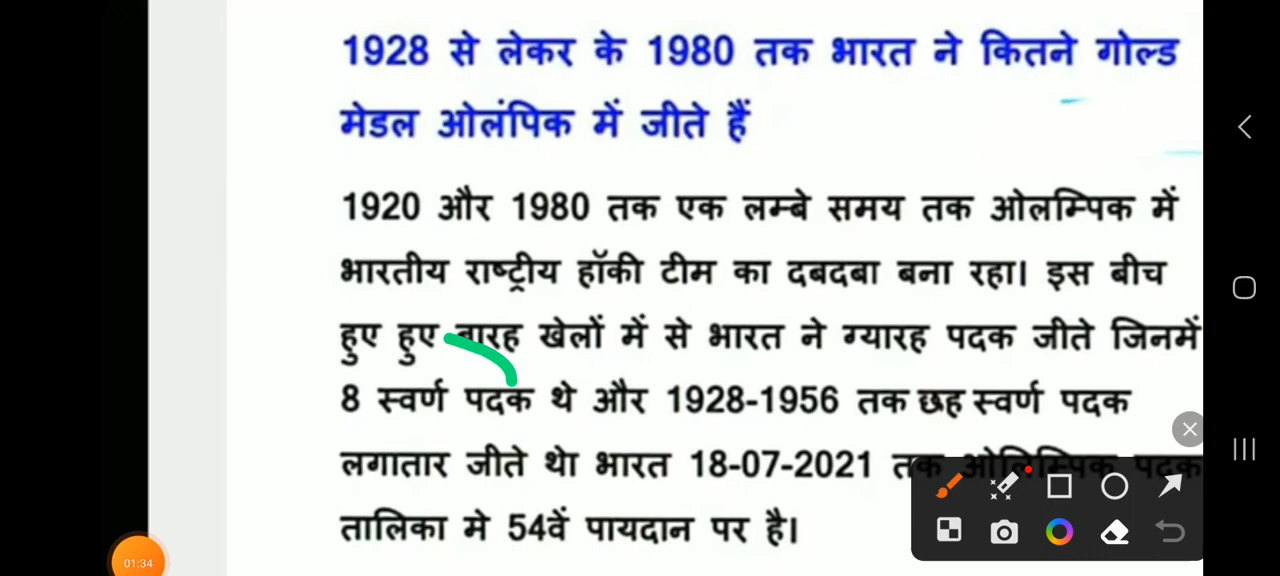 1928 से लेकर के 1980 तक भारत ने कितने गोल्ड
मेडल ओलंपिक में जीते हैं
1920 और 1980 तक एक लम्बे समय तक ओलम्पिक में
भारतीय राष्ट्रीय हॉकी टीम का दबदबा बना रहा। इस बीच
हुए हुए बारह खेलों में से भारत ने ग्यारह पदक जीते जिनमें
8 स्वर्ण पदक थे और 1928-1956 तक छह स्वर्ण पदक
लगातार जीते थेा भारत 18-07-2021 तक ओलिम्पिक पदक
तालिका मे 54वें पायदान पर है।
01:34